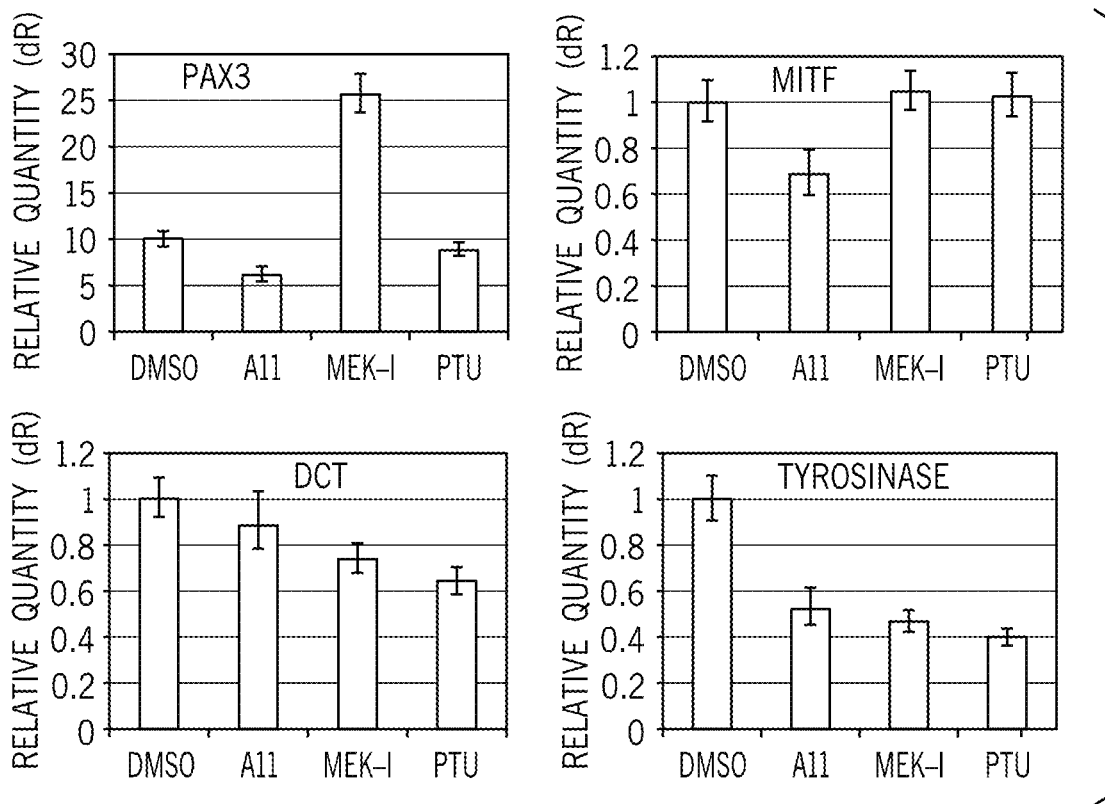 RELATIVE QUANTITY (dR)
PAX3
30
25
20
15
10
5
0
DMSO A11 MEK–I PTU
RELATIVE QUANTITY (dR)
MITF
1.2
1
0.8
0.6
0.4
0.2
0
DMSO A11 MEK–I PTU
RELATIVE QUANTITY (dR)
DCT
1.2
1
0.8
0.6
0.4
0.2
0
DMSO A11 MEK–I PTU
RELATIVE QUANTITY (dR)
TYROSINASE
1.2
1
0.8
0.6
0.4
0.2
0
DMSO A11 MEK–I PTU